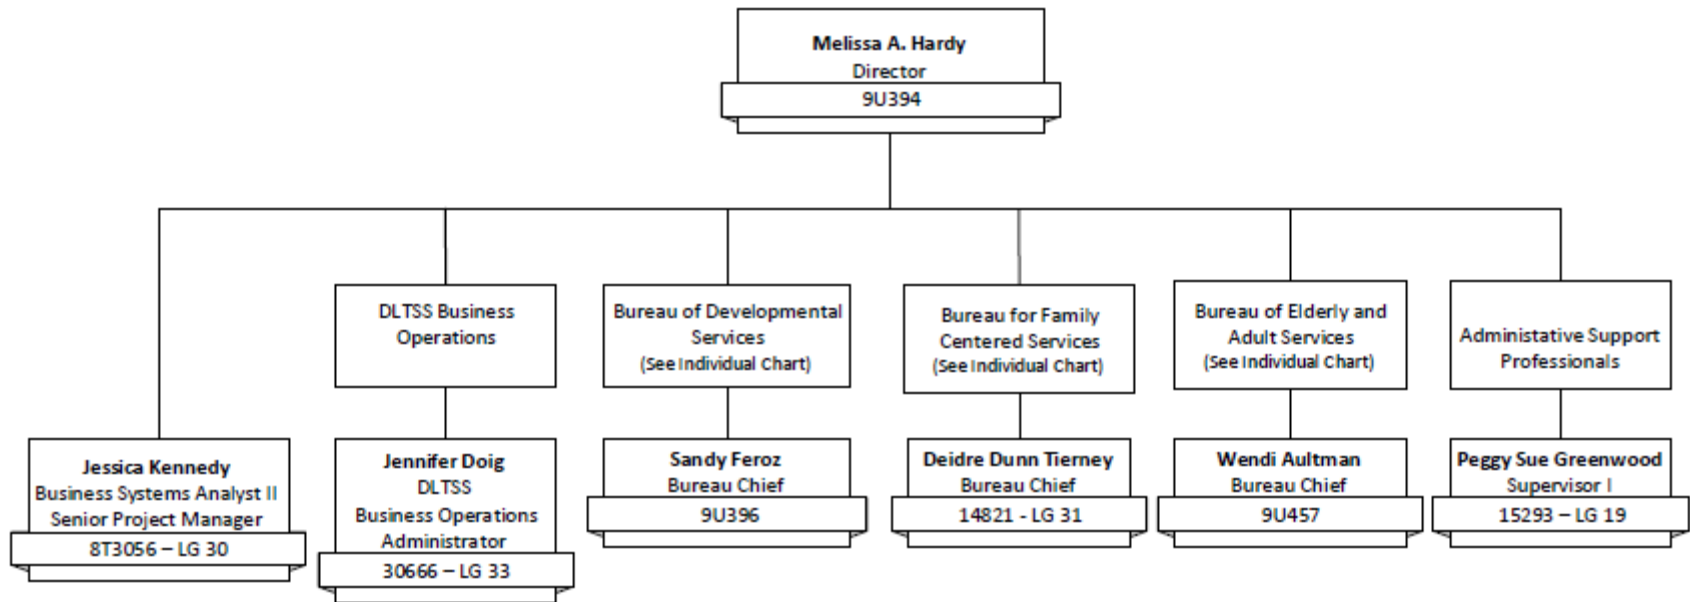 Melissa A. Hardy
Director
9U394
DLTSS Business
Operations
Bureau of Developmental
Services
(See Individual Chart)
Bureau for Family
Centered Services
(See Individual Chart)
Bureau of Elderly and
Adult Services
(See Individual Chart)
Administative Support
Professionals
Jessica Kennedy
Business Systems Analyst II
Senior Project Manager
8T3056 – LG 30
Jennifer Doig
DLTSS
Business Operations
Administrator
30666 – LG 33
Sandy Feroz
Bureau Chief
9U396
Deidre Dunn Tierney
Bureau Chief
14821 - LG 31
Wendi Aultman
Bureau Chief
9U457
Peggy Sue Greenwood
Supervisor I
15293 – LG 19